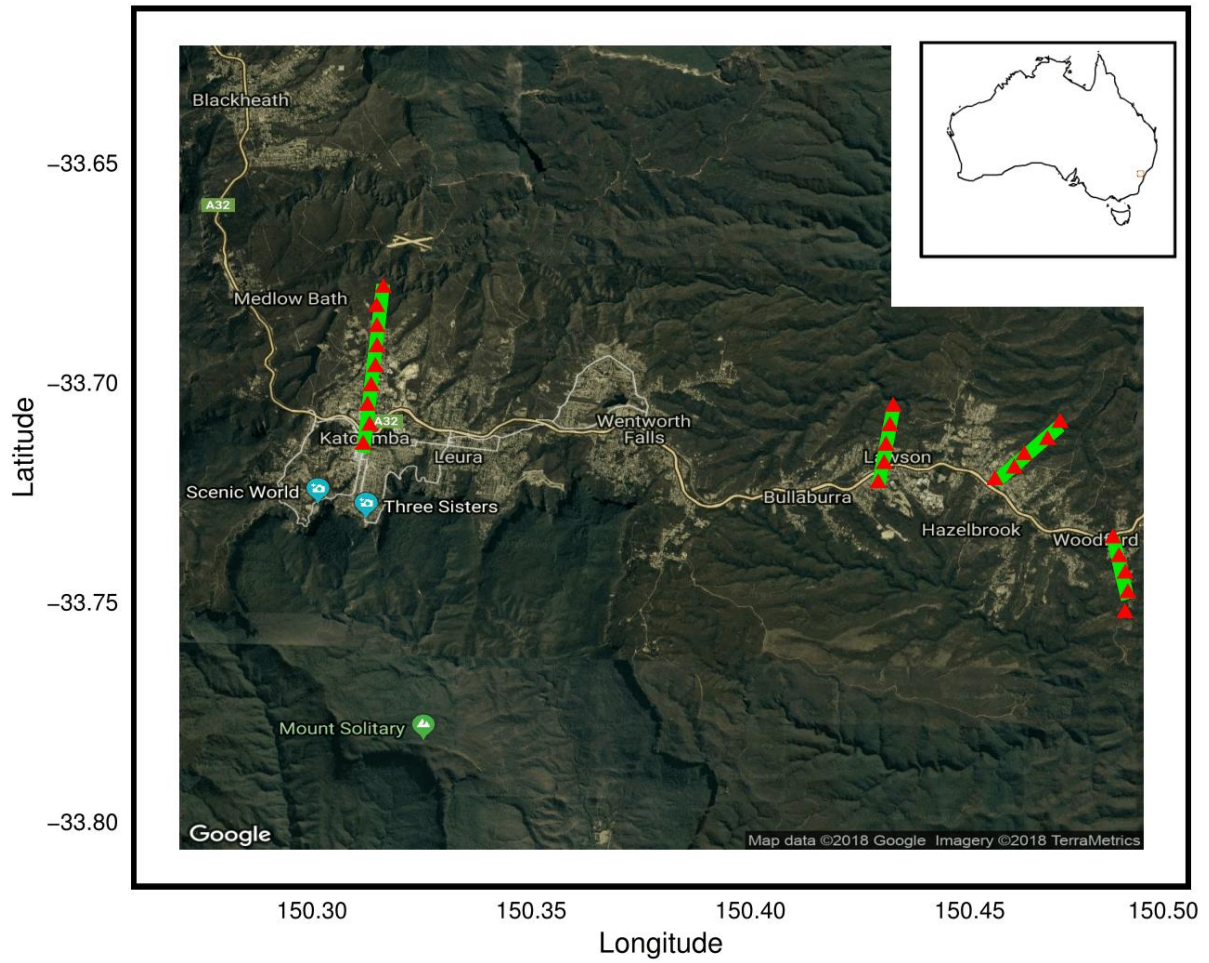 Blackheath
−33.65
A32
Medlow Bath
−33.70
A32
Wentworth
Falls
Katoomba
Leura
Lawson
Scenic World
Three Sisters
Bullaburra
Hazelbrook
Woodford
−33.75
Mount Solitary
−33.80
Google
Map data ©2018 Google Imagery ©2018 TerraMetrics
150.30
150.35
150.40
150.45
150.50
Longitude
Latitude